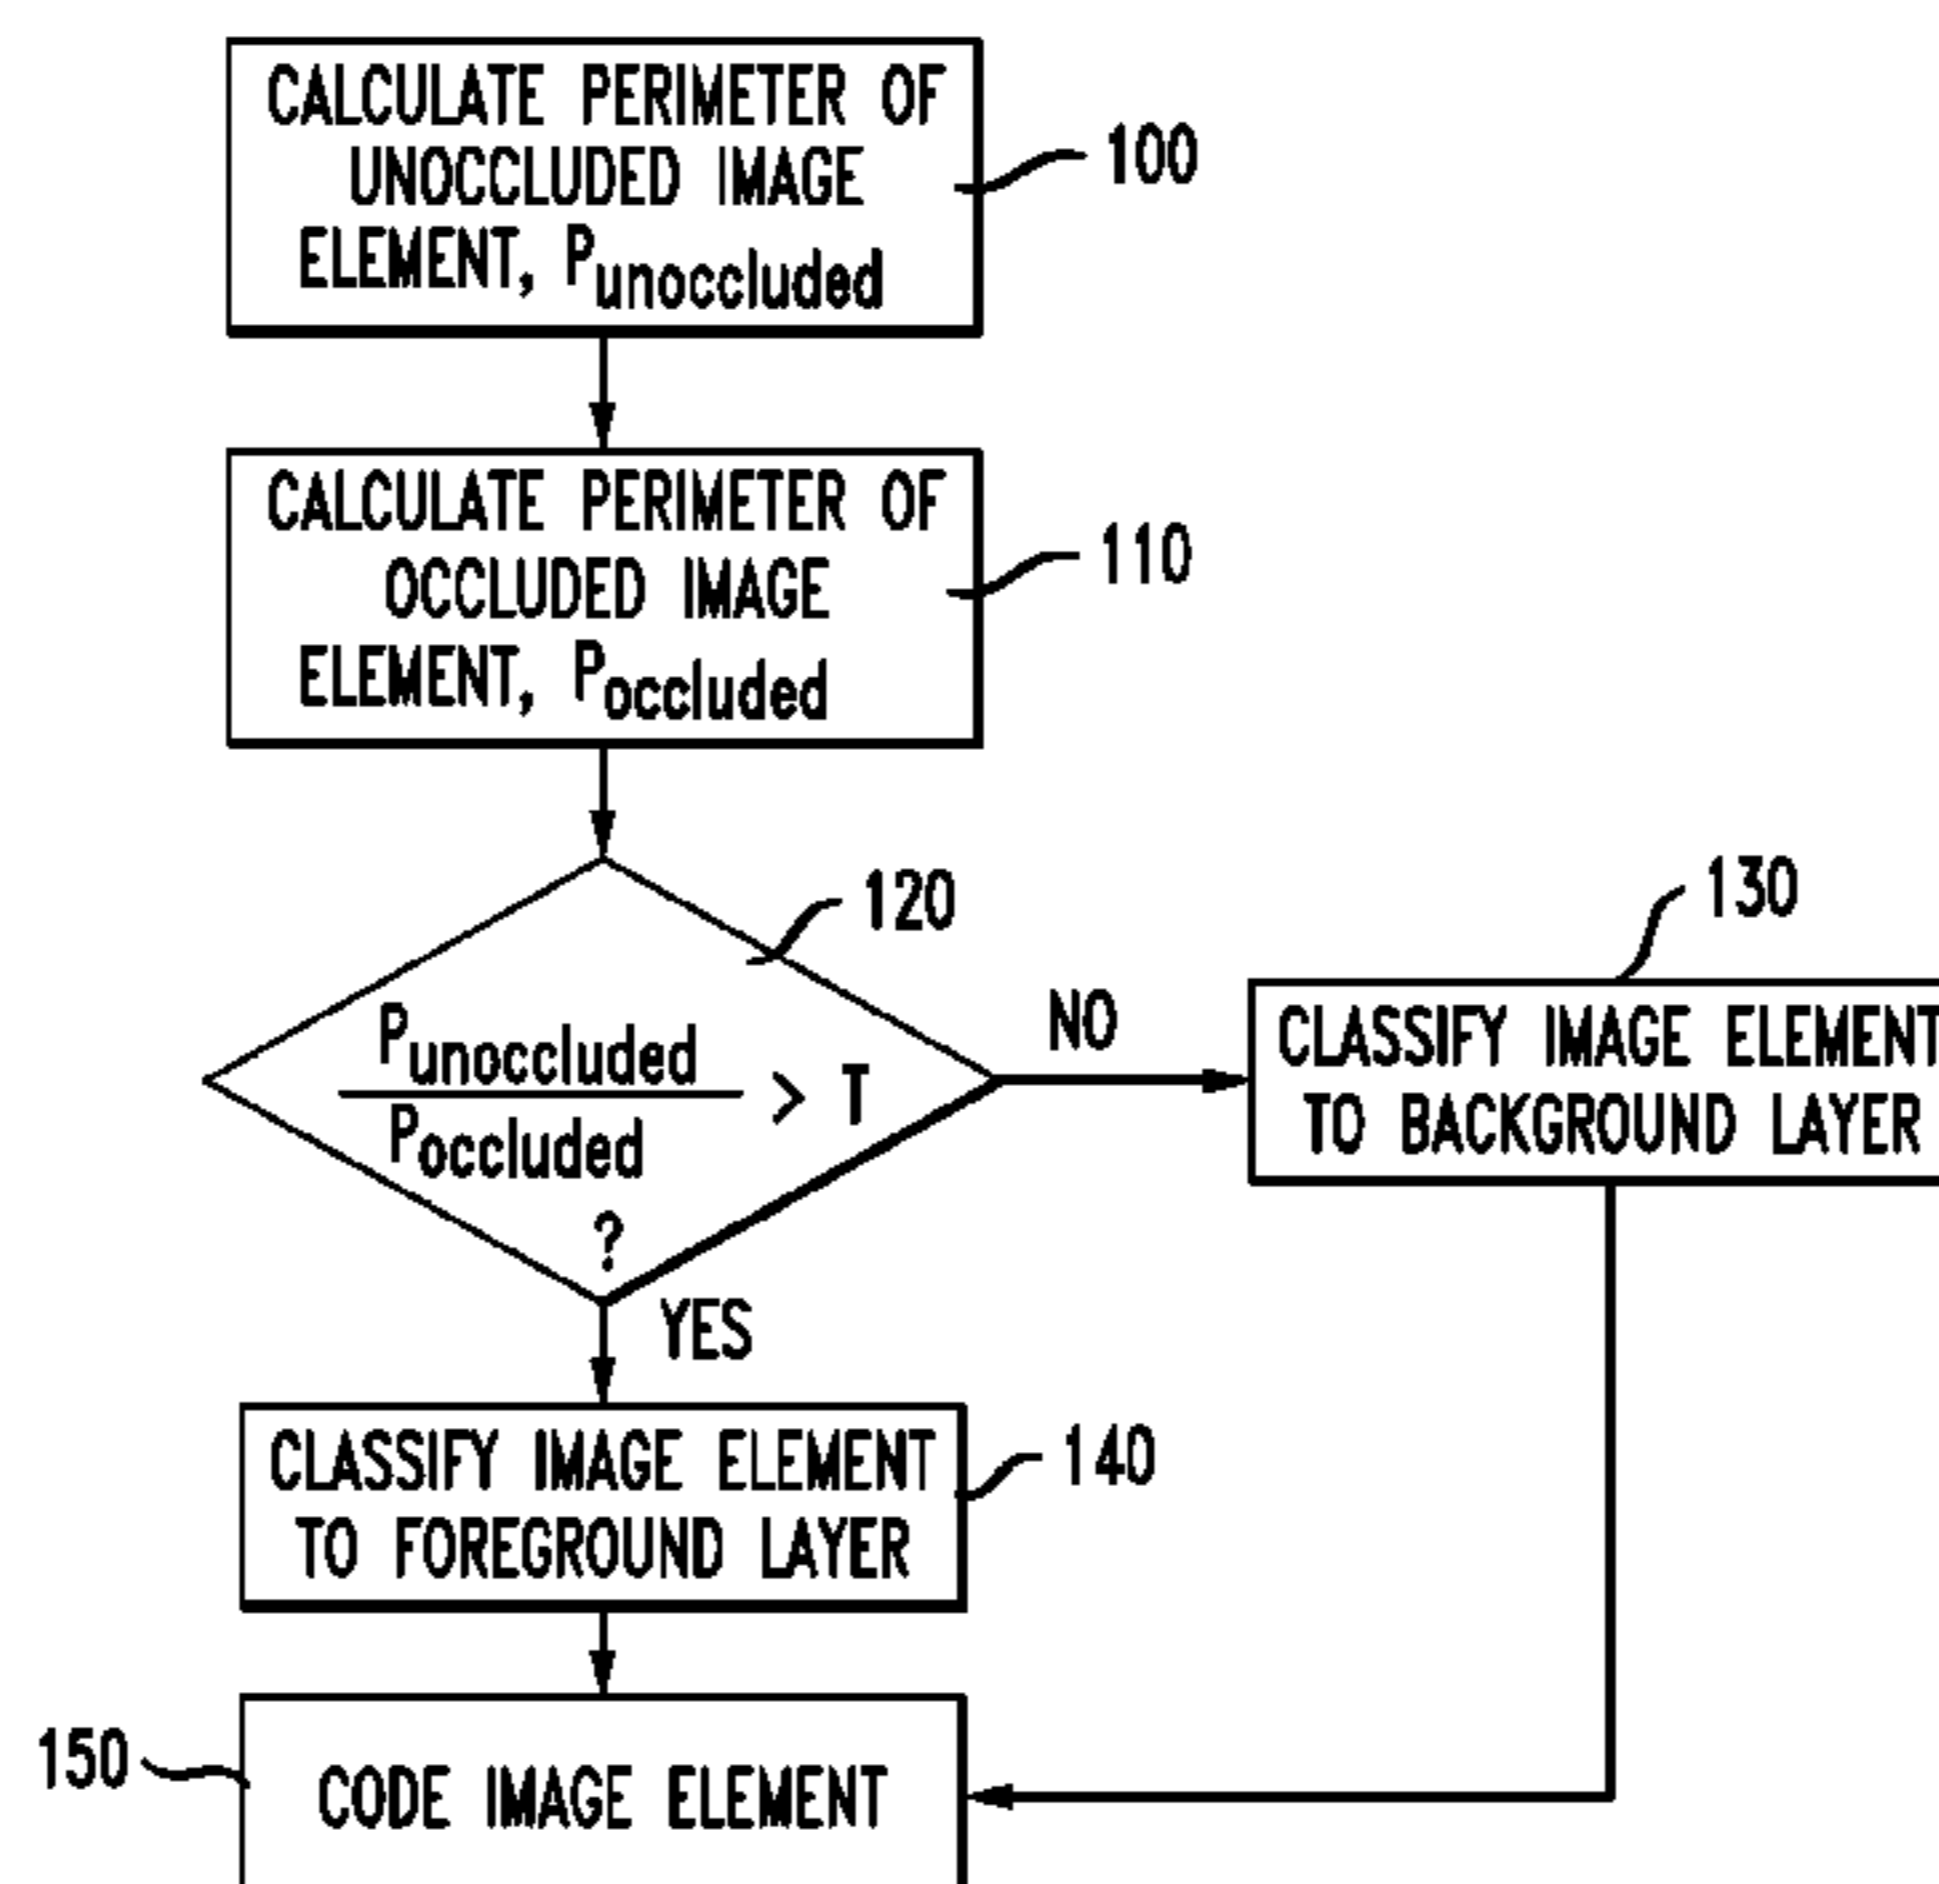 CALCULATE PERIMETER OF
UNOCCLUDED IMAGE
ELEMENT, Punoccluded
100
CALCULATE PERIMETER OF
OCCLUDED IMAGE
ELEMENT, Poccluded
110
120
Punoccluded
Poccluded
> T
?
NO
130
CLASSIFY IMAGE ELEMENT
TO BACKGROUND LAYER
YES
CLASSIFY IMAGE ELEMENT
TO FOREGROUND LAYER
140
150
CODE IMAGE ELEMENT